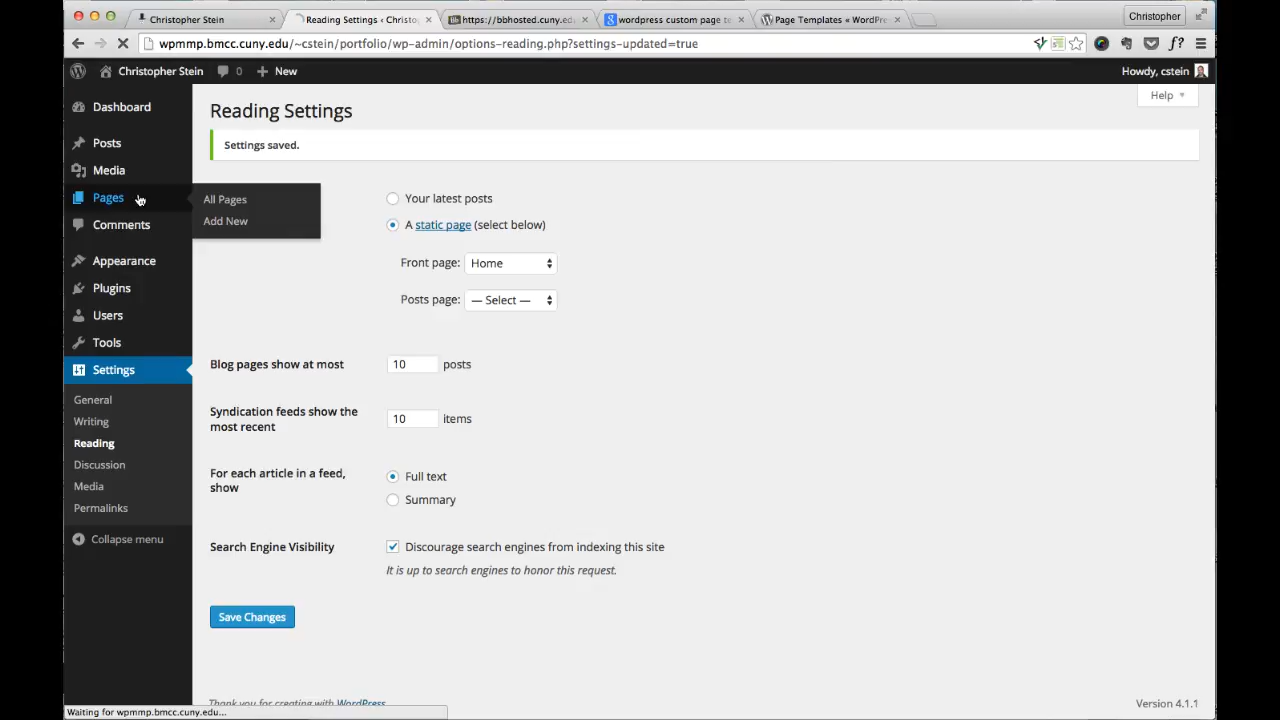 Christopher Stein
Reading Settings ‹ Christo
https://bbhosted.cuny.ed
wordpress custom page te
Page Templates « WordPre
Christopher
wpmmp.bmcc.cuny.edu/~cstein/portfolio/wp-admin/options-reading.php?settings-updated=true
Christopher Stein
0
New
Howdy, cstein
Dashboard
Posts
Media
Pages
All Pages
Add New
Comments
Appearance
Plugins
Users
Tools
Settings
General
Writing
Reading
Discussion
Media
Permalinks
Collapse menu
Help
Reading Settings
Settings saved.
Your latest posts
A static page (select below)
Front page: Home
Posts page: — Select —
Blog pages show at most 10 posts
Syndication feeds show the
most recent
10 items
For each article in a feed,
show
Full text
Summary
Search Engine Visibility
Discourage search engines from indexing this site
It is up to search engines to honor this request.
Save Changes
Thank you for creating with WordPress
Version 4.1.1
Waiting for wpmmp.bmcc.cuny.edu...